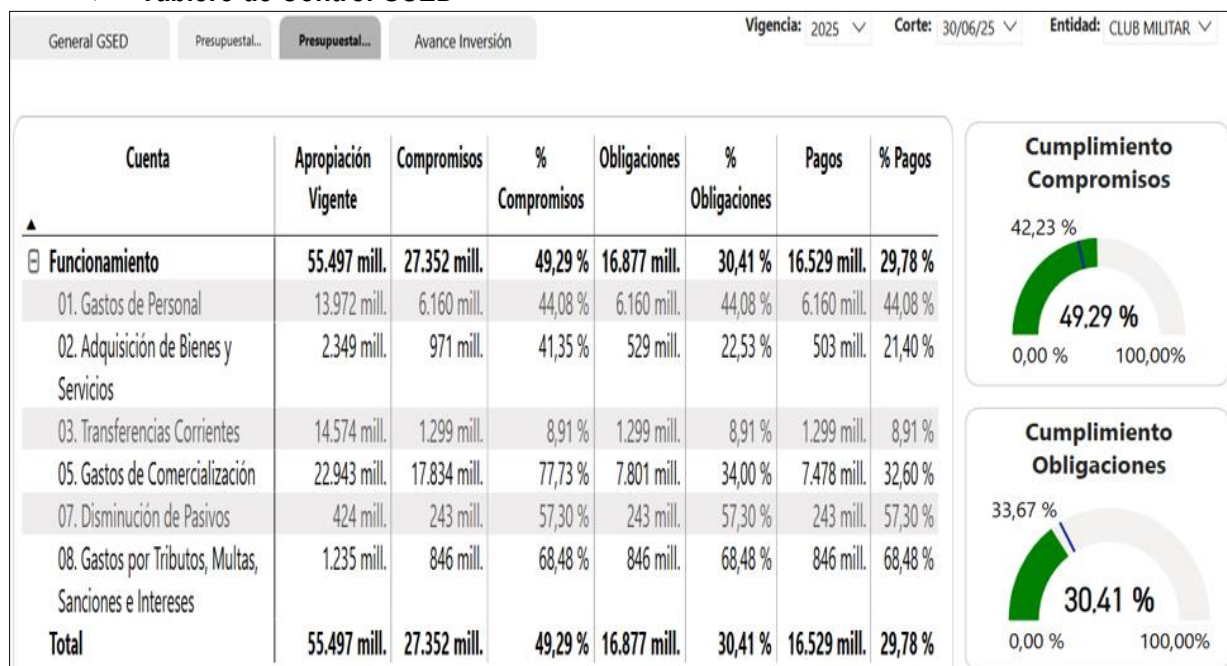 Tablero de Control GSED
General GSED Presupuestal... Presupuestal... Avance Inversión Vigencia: 2025 Corte: 30/06/25 Entidad: CLUB MILITAR
Cuenta Apropiación Vigente Compromisos % Compromisos Obligaciones % Obligaciones Pagos % Pagos
Funcionamiento 55.497 mill. 27.352 mill. 49,29 % 16.877 mill. 30,41 % 16.529 mill. 29,78 %
01. Gastos de Personal 13.972 mill. 6.160 mill. 44,08 % 6.160 mill. 44,08 % 6.160 mill. 44,08 %
02. Adquisición de Bienes y Servicios 2.349 mill. 971 mill. 41,35 % 529 mill. 22,53 % 503 mill. 21,40 %
03. Transferencias Corrientes 14.574 mill. 1.299 mill. 8,91 % 1.299 mill. 8,91 % 1.299 mill. 8,91 %
05. Gastos de Comercialización 22.943 mill. 17.834 mill. 77,73 % 7.801 mill. 34,00 % 7.478 mill. 32,60 %
07. Disminución de Pasivos 424 mill. 243 mill. 57,30 % 243 mill. 57,30 % 243 mill. 57,30 %
08. Gastos por Tributos, Multas, Sanciones e Intereses 1.235 mill. 846 mill. 68,48 % 846 mill. 68,48 % 846 mill. 68,48 %
Total 55.497 mill. 27.352 mill. 49,29 % 16.877 mill. 30,41 % 16.529 mill. 29,78 %
Cumplimiento
Compromisos
42,23 %
49,29 %
0,00 % 100,00%
Cumplimiento
Obligaciones
33,67 %
30,41 %
0,00 % 100,00%